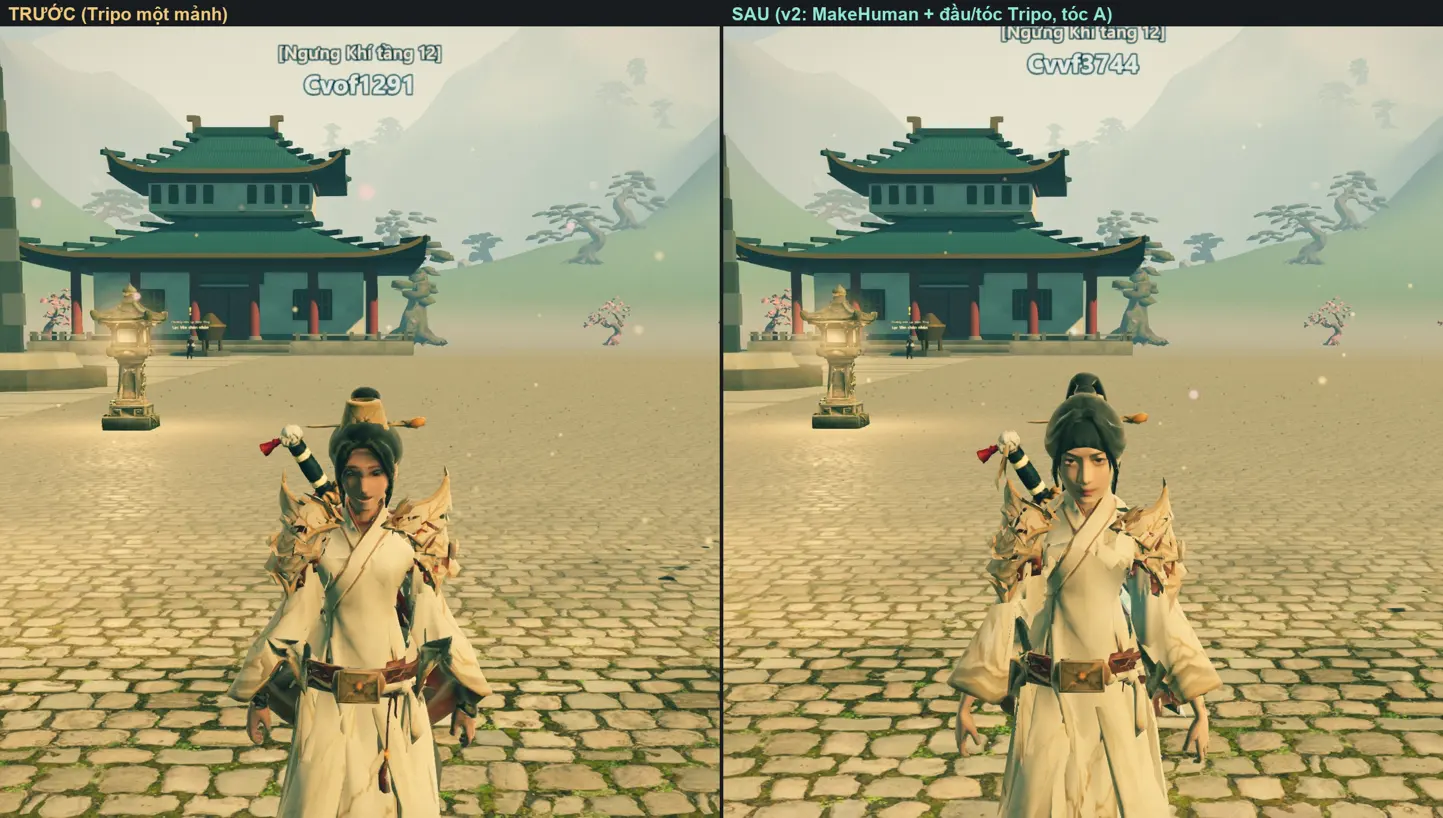 TRƯỚC (Tripo một mảnh)
[Ngưng Khí tầng 12]
Cvof1291
SAU (v2: MakeHuman + đầu/tóc Tripo, tóc A)
[Ngưng Khí tầng 12]
Cvvf3744